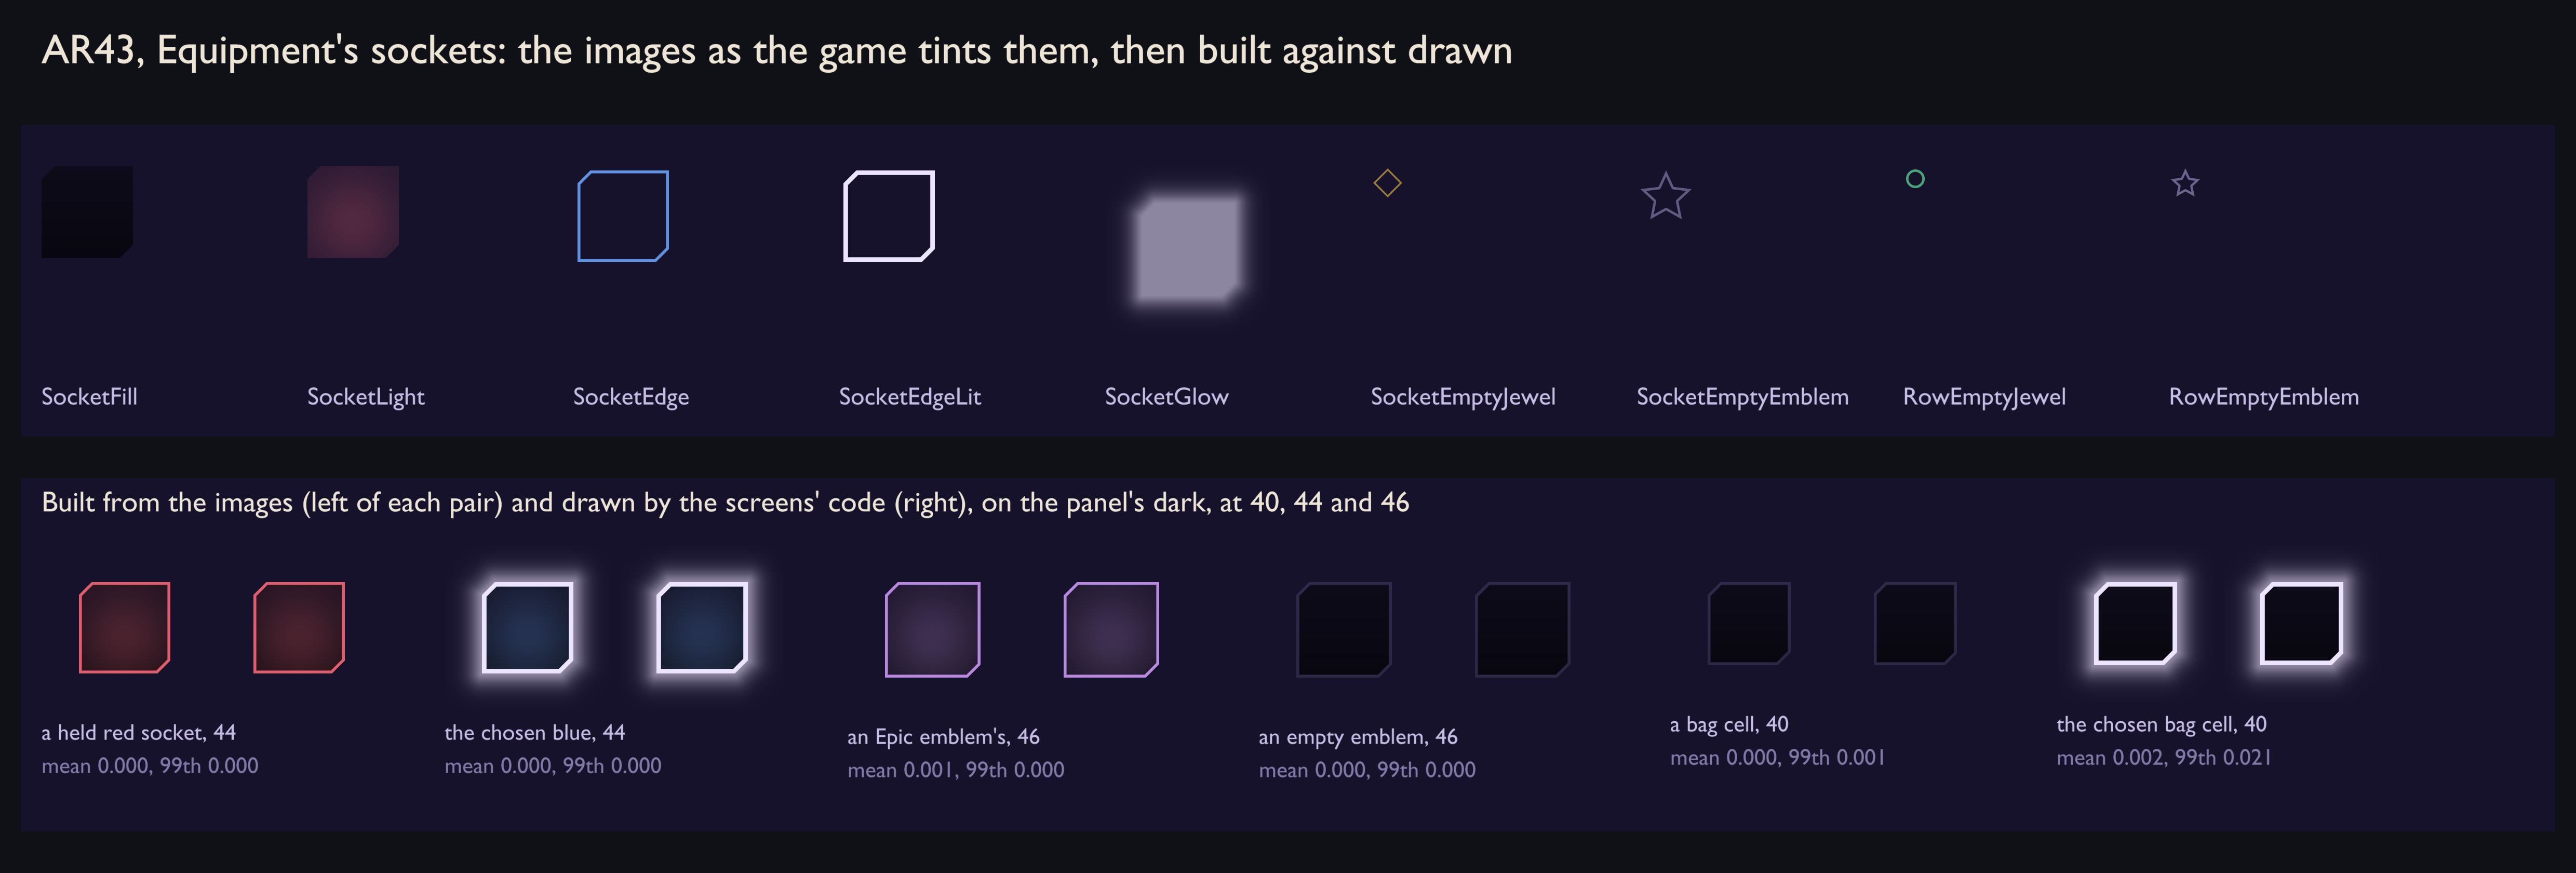 AR43, Equipment's sockets: the images as the game tints them, then built against drawn
SocketFill SocketLight SocketEdge SocketEdgeLit SocketGlow SocketEmptyJewel SocketEmptyEmblem RowEmptyJewel RowEmptyEmblem
Built from the images (left of each pair) and drawn by the screens' code (right), on the panel's dark, at 40, 44 and 46
a held red socket, 44
mean 0.000, 99th 0.000
the chosen blue, 44
mean 0.000, 99th 0.000
an Epic emblem's, 46
mean 0.001, 99th 0.000
an empty emblem, 46
mean 0.000, 99th 0.000
a bag cell, 40
mean 0.000, 99th 0.001
the chosen bag cell, 40
mean 0.002, 99th 0.021